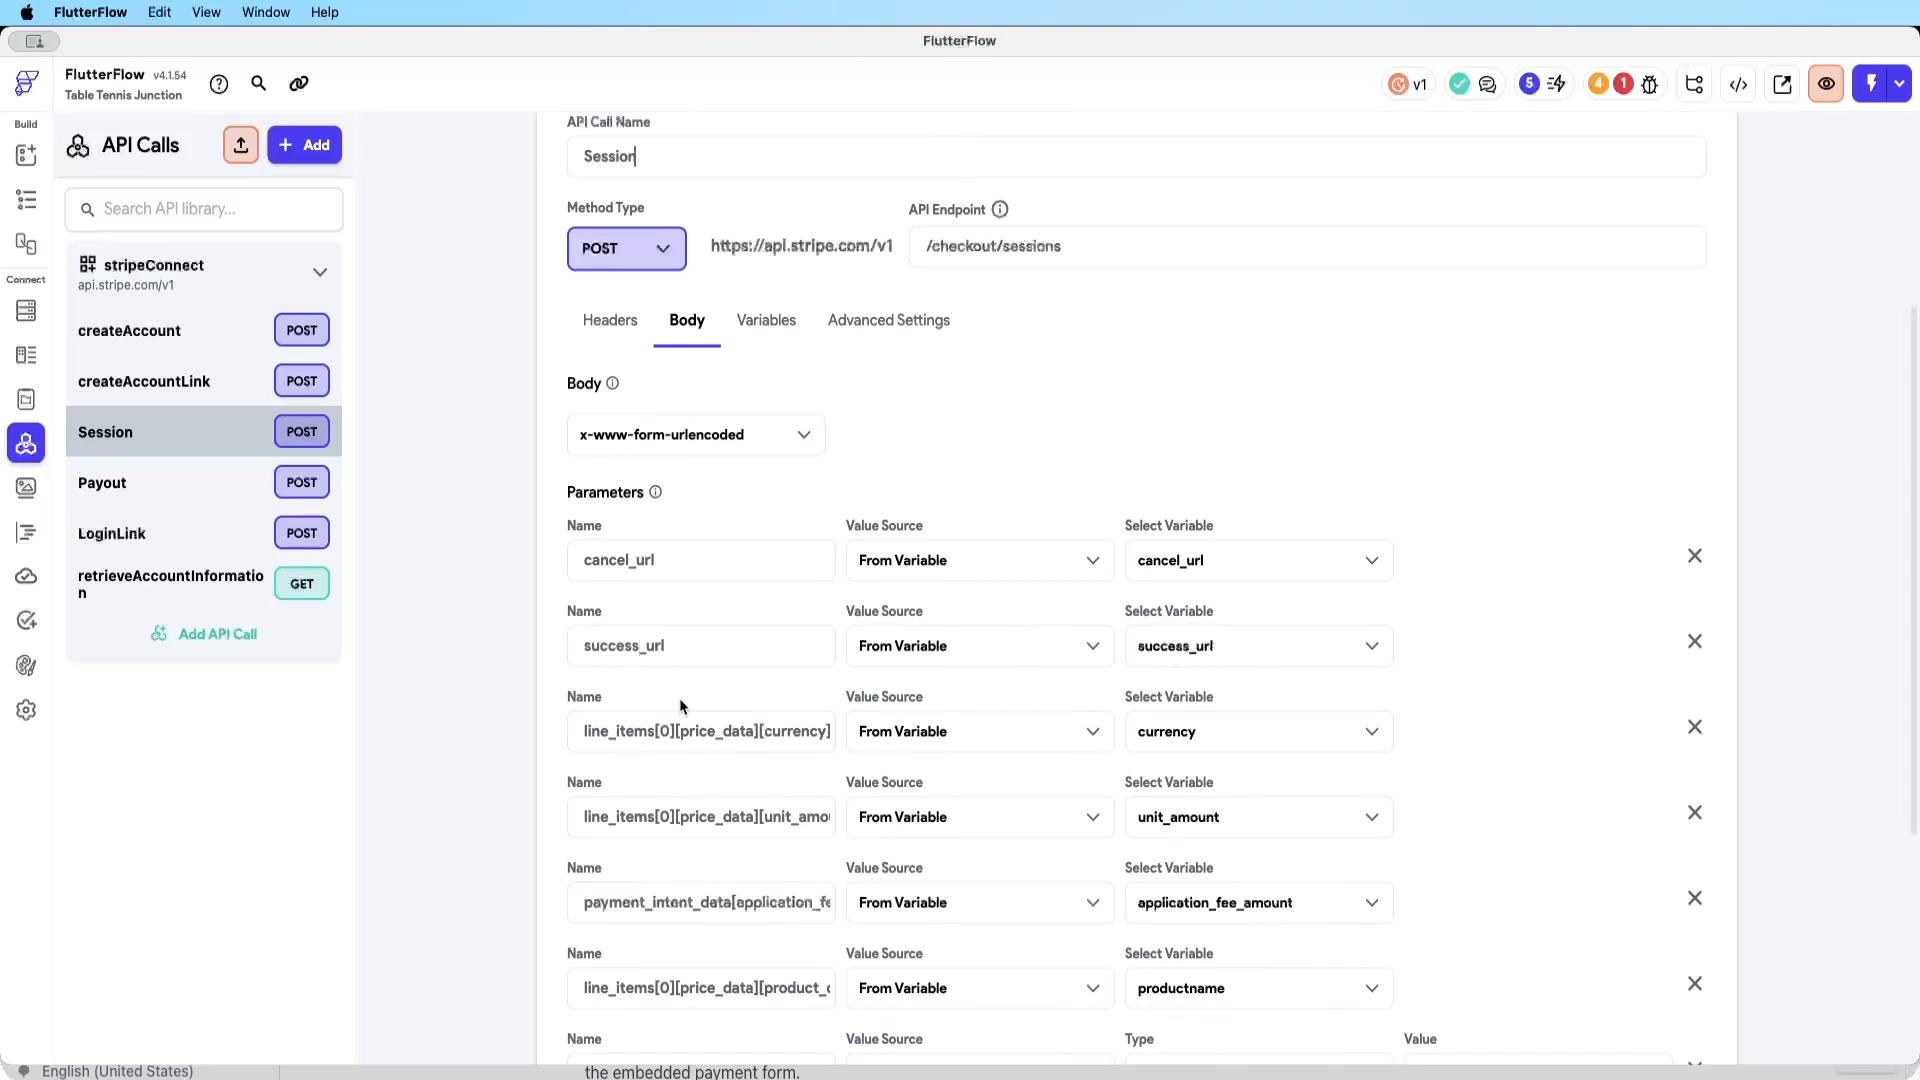 FlutterFlow Edit View Window Help
FlutterFlow
FlutterFlow v4.1.54
Table Tennis Junction
v1
5
4 1
Build
Connect
API Calls
+ Add
Search API library...
stripeConnect
api.stripe.com/v1
createAccount POST
createAccountLink POST
Session POST
Payout POST
LoginLink POST
retrieveAccountInformatio
n
GET
Add API Call
API Call Name
Session
Method Type
API Endpoint
POST
https://api.stripe.com/v1
/checkout/sessions
Headers Body Variables Advanced Settings
Body
x-www-form-urlencoded
Parameters
Name Value Source Select Variable
cancel_url From Variable cancel_url
Name Value Source Select Variable
success_url From Variable success_url
Name Value Source Select Variable
line_items[0][price_data][currency] From Variable currency
Name Value Source Select Variable
line_items[0][price_data][unit_amou From Variable unit_amount
Name Value Source Select Variable
payment_intent_data[application_fe From Variable application_fee_amount
Name Value Source Select Variable
line_items[0][price_data][product_d From Variable productname
Name Value Source Type Value
English (United States)
the embedded payment form.